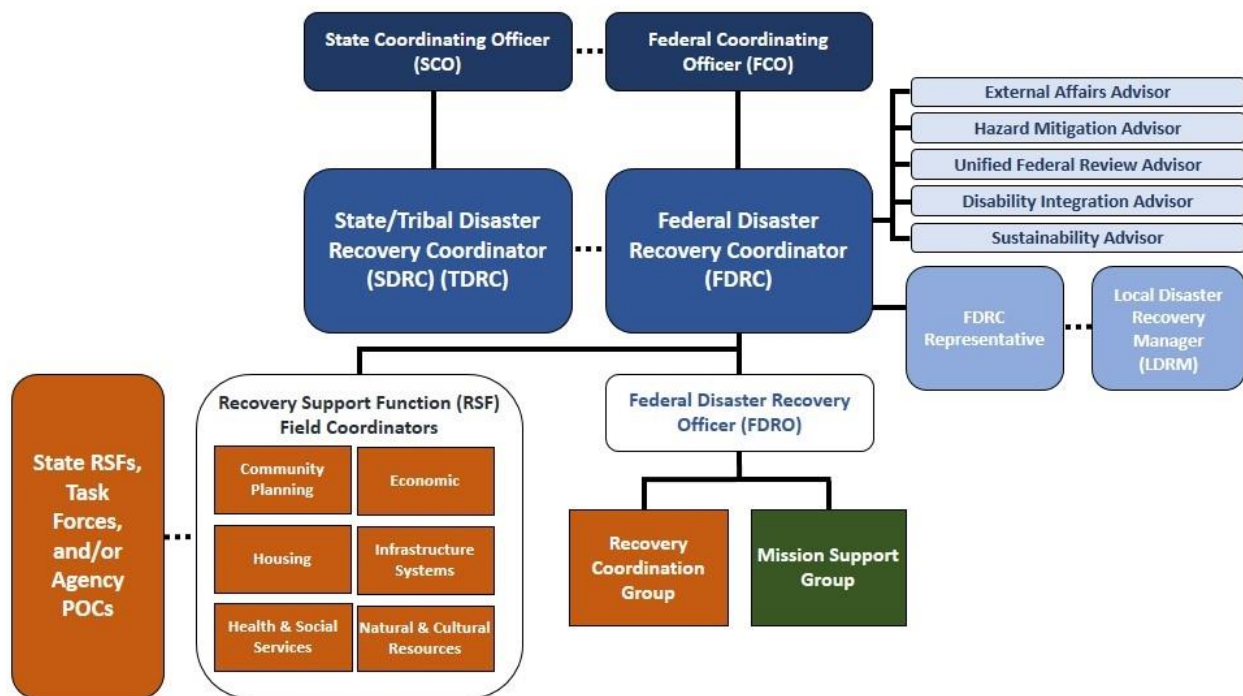 State Coordinating Officer
(SCO)
Federal Coordinating
Officer (FCO)
External Affairs Advisor
Hazard Mitigation Advisor
Unified Federal Review Advisor
Disability Integration Advisor
Sustainability Advisor
State/Tribal Disaster
Recovery Coordinator
(SDRC) (TDRC)
Federal Disaster
Recovery Coordinator
(FDRC)
FDRC
Representative
Local Disaster
Recovery
Manager
(LDRM)
State RSFs,
Task
Forces,
and/or
Agency
POCs
Recovery Support Function (RSF)
Field Coordinators
Community
Planning
Economic
Housing
Infrastructure
Systems
Health & Social
Services
Natural & Cultural
Resources
Federal Disaster Recovery
Officer (FDRO)
Recovery
Coordination
Group
Mission Support
Group